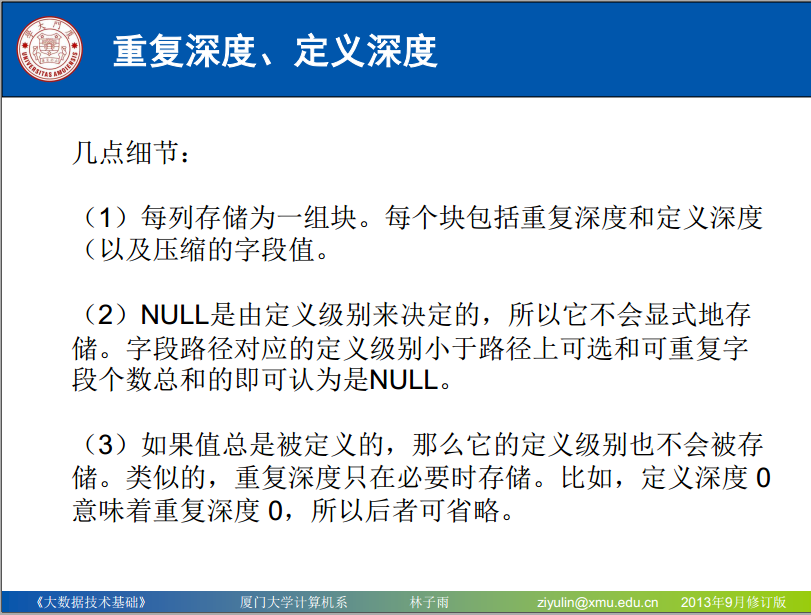 重复深度、定义深度
几点细节：
（1）每列存储为一组块。每个块包括重复深度和定义深度
（以及压缩的字段值。
（2）NULL是由定义级别来决定的，所以它不会显式地存
储。字段路径对应的定义级别小于路径上可选和可重复字
段个数总和的即可认为是NULL。
（3）如果值总是被定义的，那么它的定义级别也不会被存
储。类似的，重复深度只在必要时存储。比如，定义深度 0
意味着重复深度 0，所以后者可省略。
《大数据技术基础》 厦门大学计算机系 林子雨 ziyulin@xmu.edu.cn 2013年9月修订版